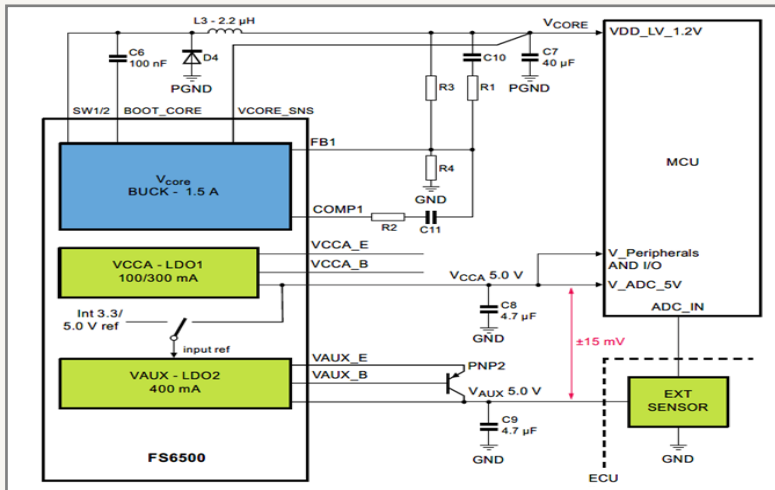 L3 - 2.2 µH
VCORE
VDD_LV_1.2V
C6
100 nF
D4
PGND
C10
C7
40 µF
PGND
R3
R1
SW1/2
BOOT_CORE
VCORE_SNS
FB1
Vcore
BUCK - 1.5 A
R4
GND
MCU
COMP1
R2
C11
VCCA_E
VCCA - LDO1
100/300 mA
VCCA_B
V_Peripherals
AND I/O
VCCA 5.0 V
V_ADC_5V
Int 3.3/
5.0 V ref
C8
4.7 µF
GND
ADC_IN
±15 mV
input ref
VAUX_E
PNP2
VAUX - LDO2
400 mA
VAUX_B
VAUX 5.0 V
EXT
SENSOR
C9
4.7 µF
GND
GND
FS6500
ECU